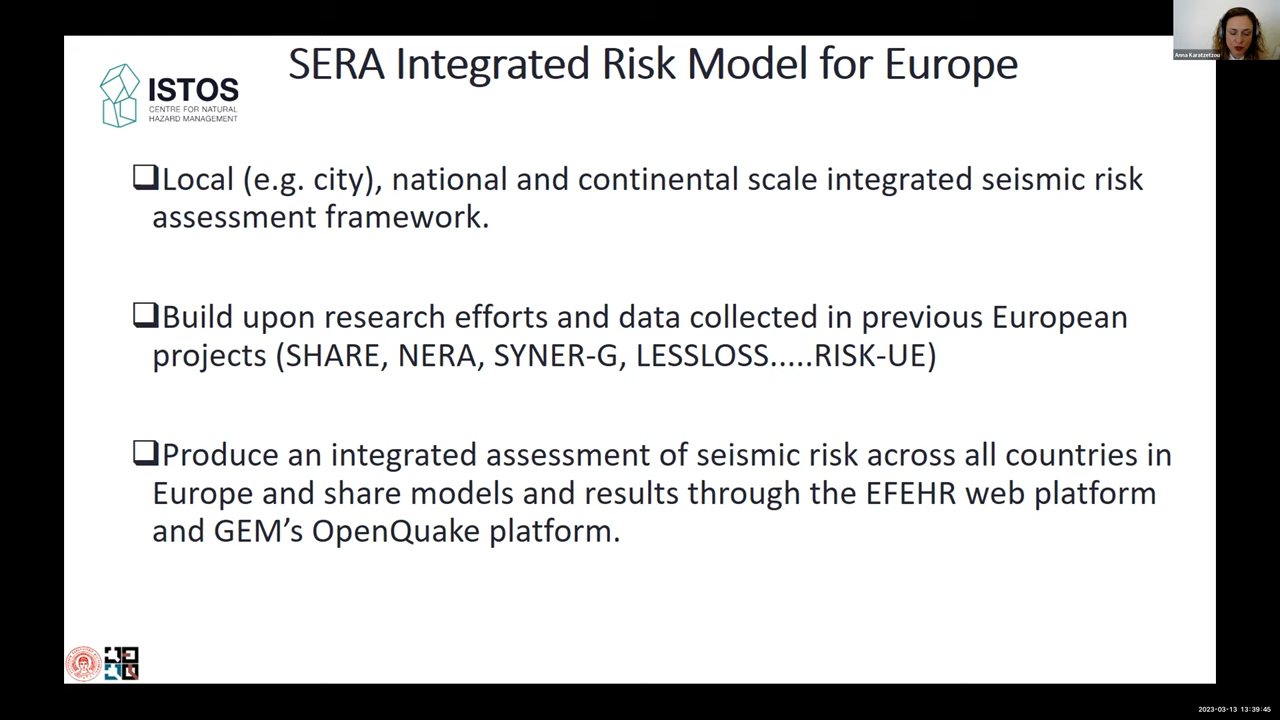 SERA Integrated Risk Model for Europe
ISTOS
CENTRE FOR NATURAL
HAZARD MANAGEMENT
Anna Karatzetzou
Local (e.g. city), national and continental scale integrated seismic risk
assessment framework.
Build upon research efforts and data collected in previous European
projects (SHARE, NERA, SYNER-G, LESSLOSS.....RISK-UE)
Produce an integrated assessment of seismic risk across all countries in
Europe and share models and results through the EFEHR web platform
and GEM’s OpenQuake platform.
2023-03-13 13:39:45